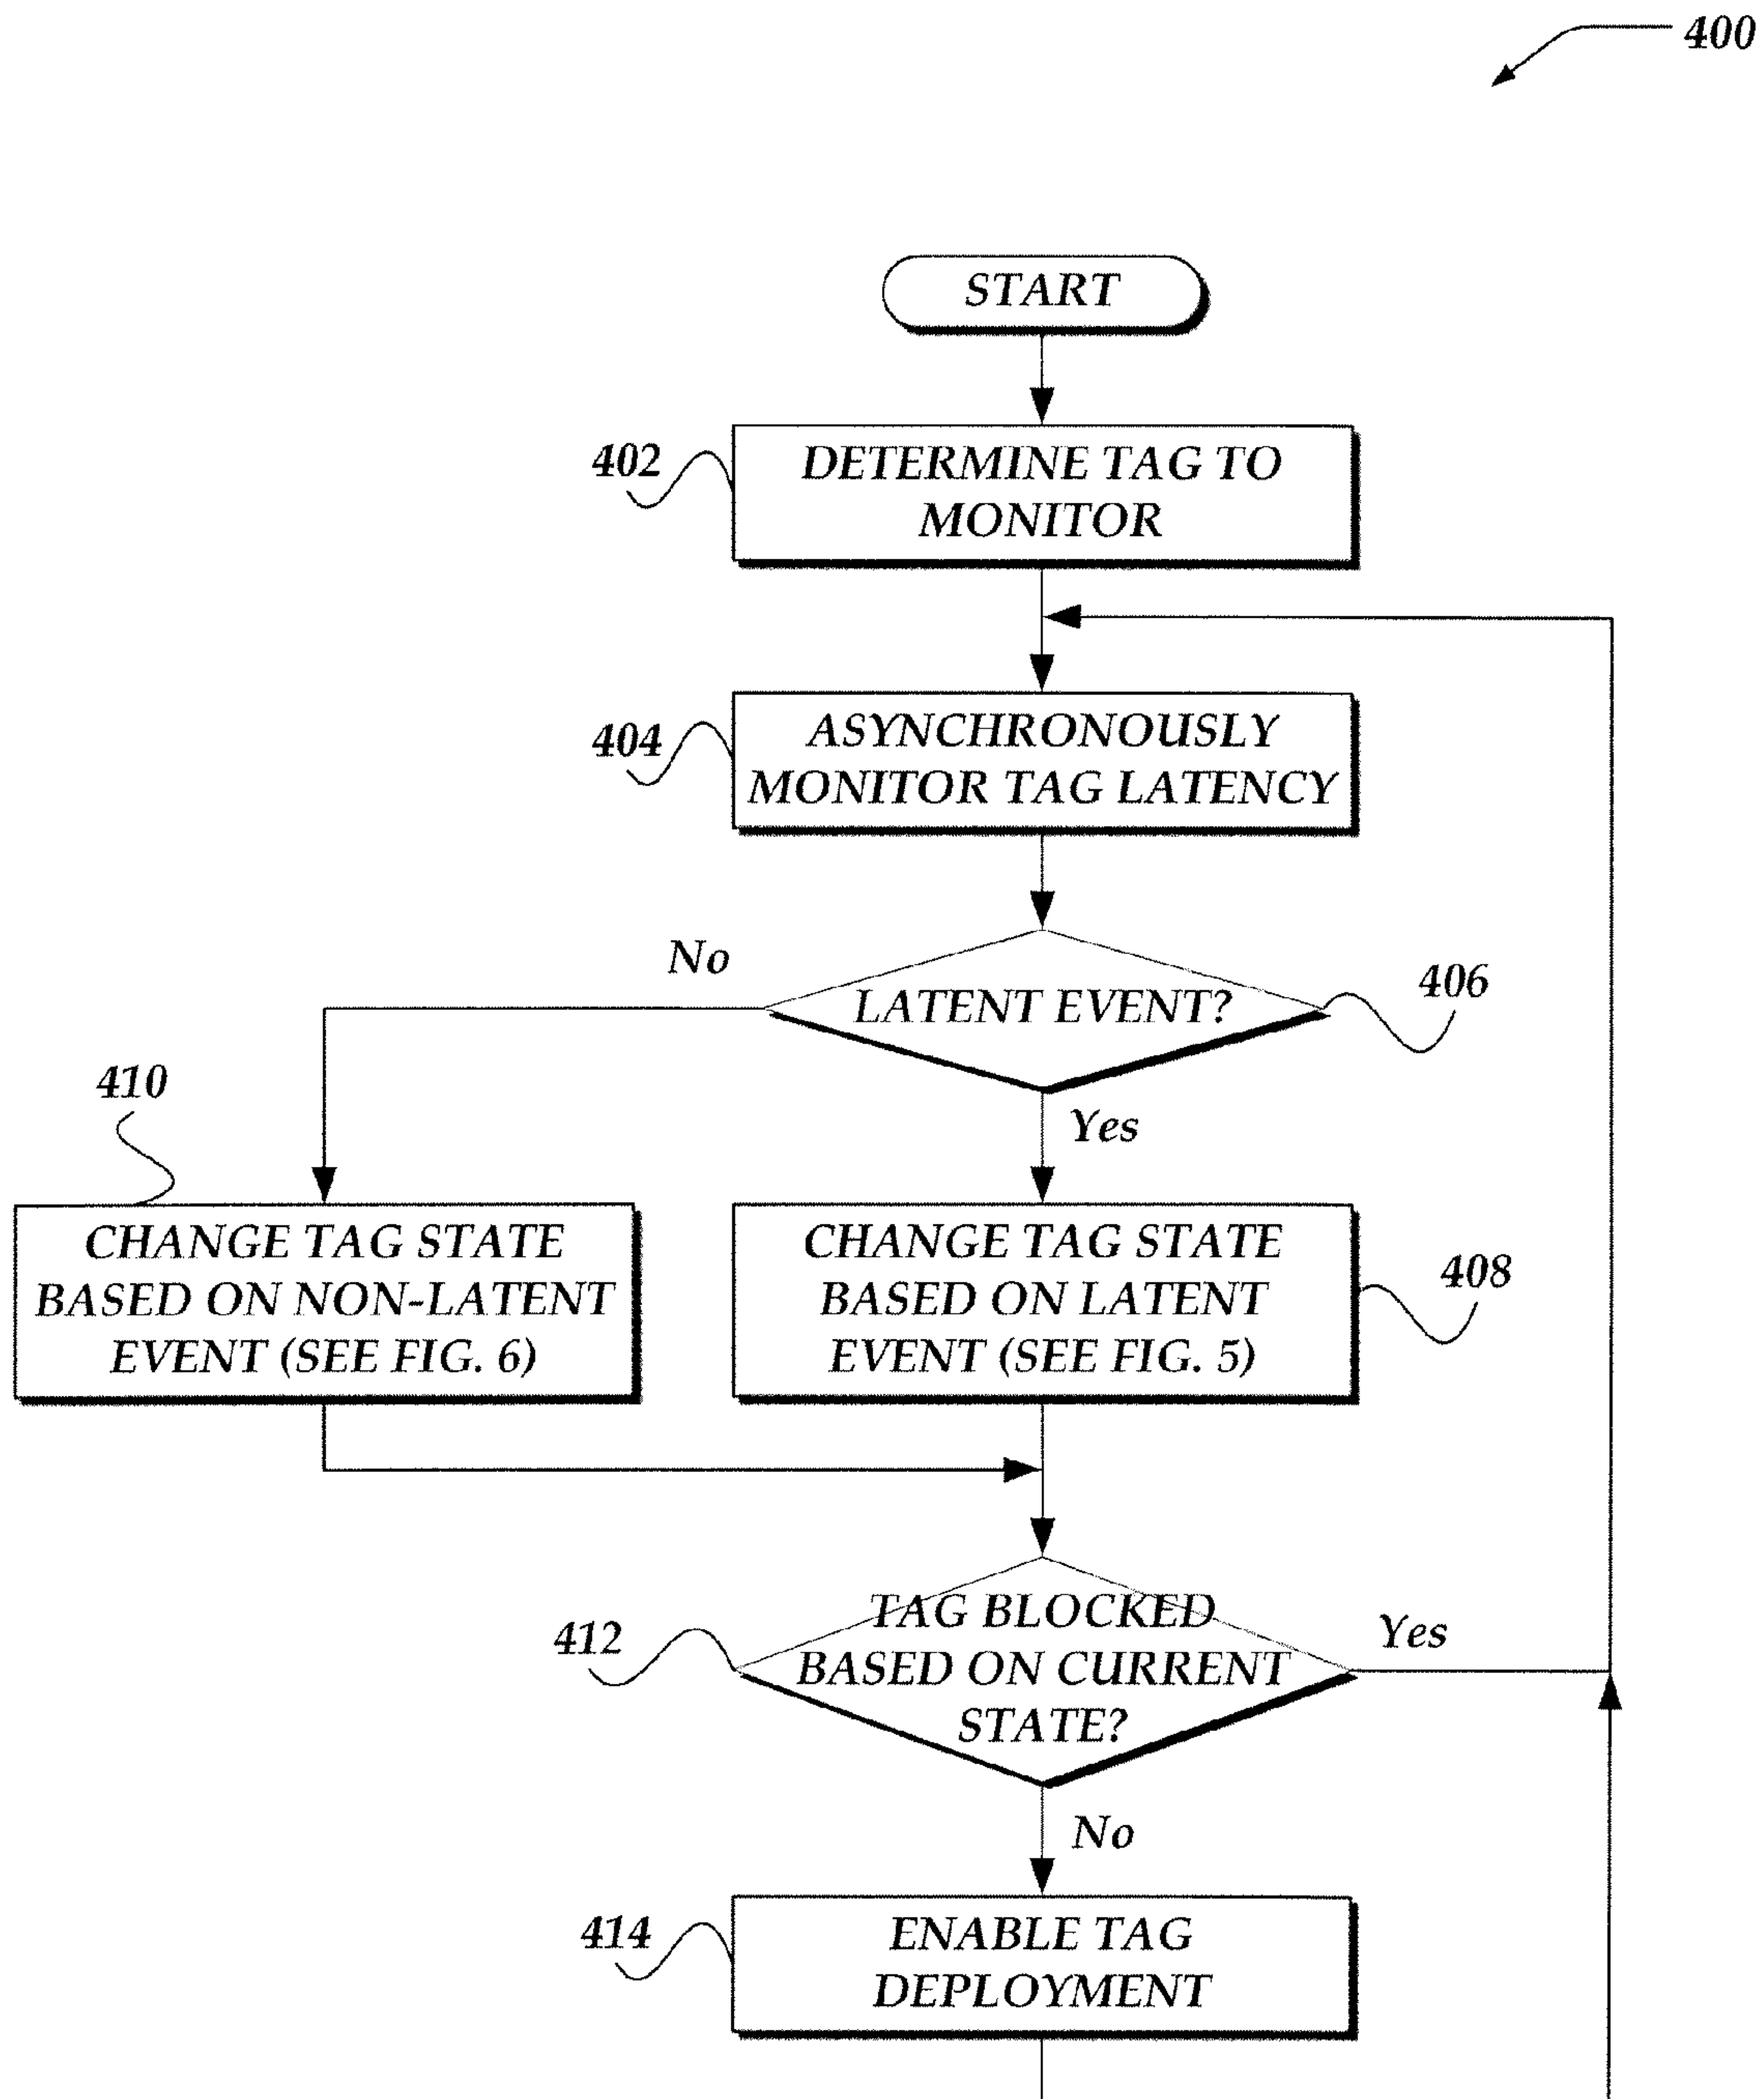 400
START
402
DETERMINE TAG TO
MONITOR
404
ASYNCHRONOUSLY
MONITOR TAG LATENCY
No
LATENT EVENT?
406
Yes
410
CHANGE TAG STATE
BASED ON NON-LATENT
EVENT (SEE FIG. 6)
CHANGE TAG STATE
BASED ON LATENT
EVENT (SEE FIG. 5)
408
412
TAG BLOCKED
BASED ON CURRENT
STATE?
Yes
No
414
ENABLE TAG
DEPLOYMENT